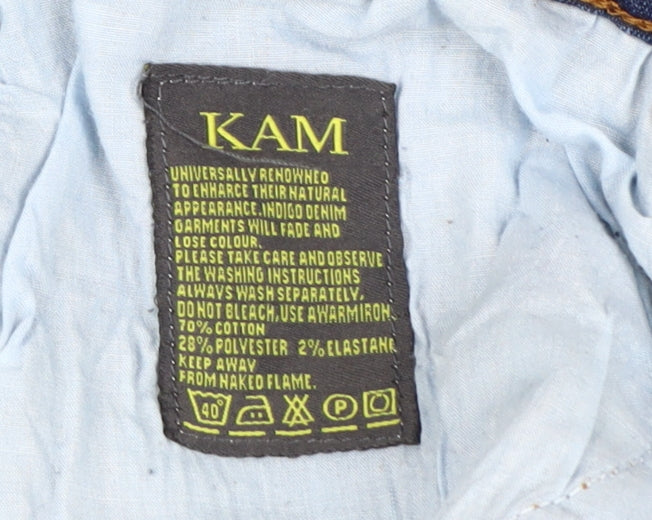 KAM
UNIVERSALLY RENOWNED
TO ENHANCE THEIR NATURAL
APPEARANCE. INDIGO DENIM
GARMENTS WILL FADE AND
LOSE COLOUR.
PLEASE TAKE CARE AND OBSERVE
THE WASHING INSTRUCTIONS
ALWAYS WASH SEPARATELY.
DO NOT BLEACH, USE A WARM IRON.
70% COTTON
28% POLYESTER 2% ELASTANE
KEEP AWAY
FROM NAKED FLAME.
40° P